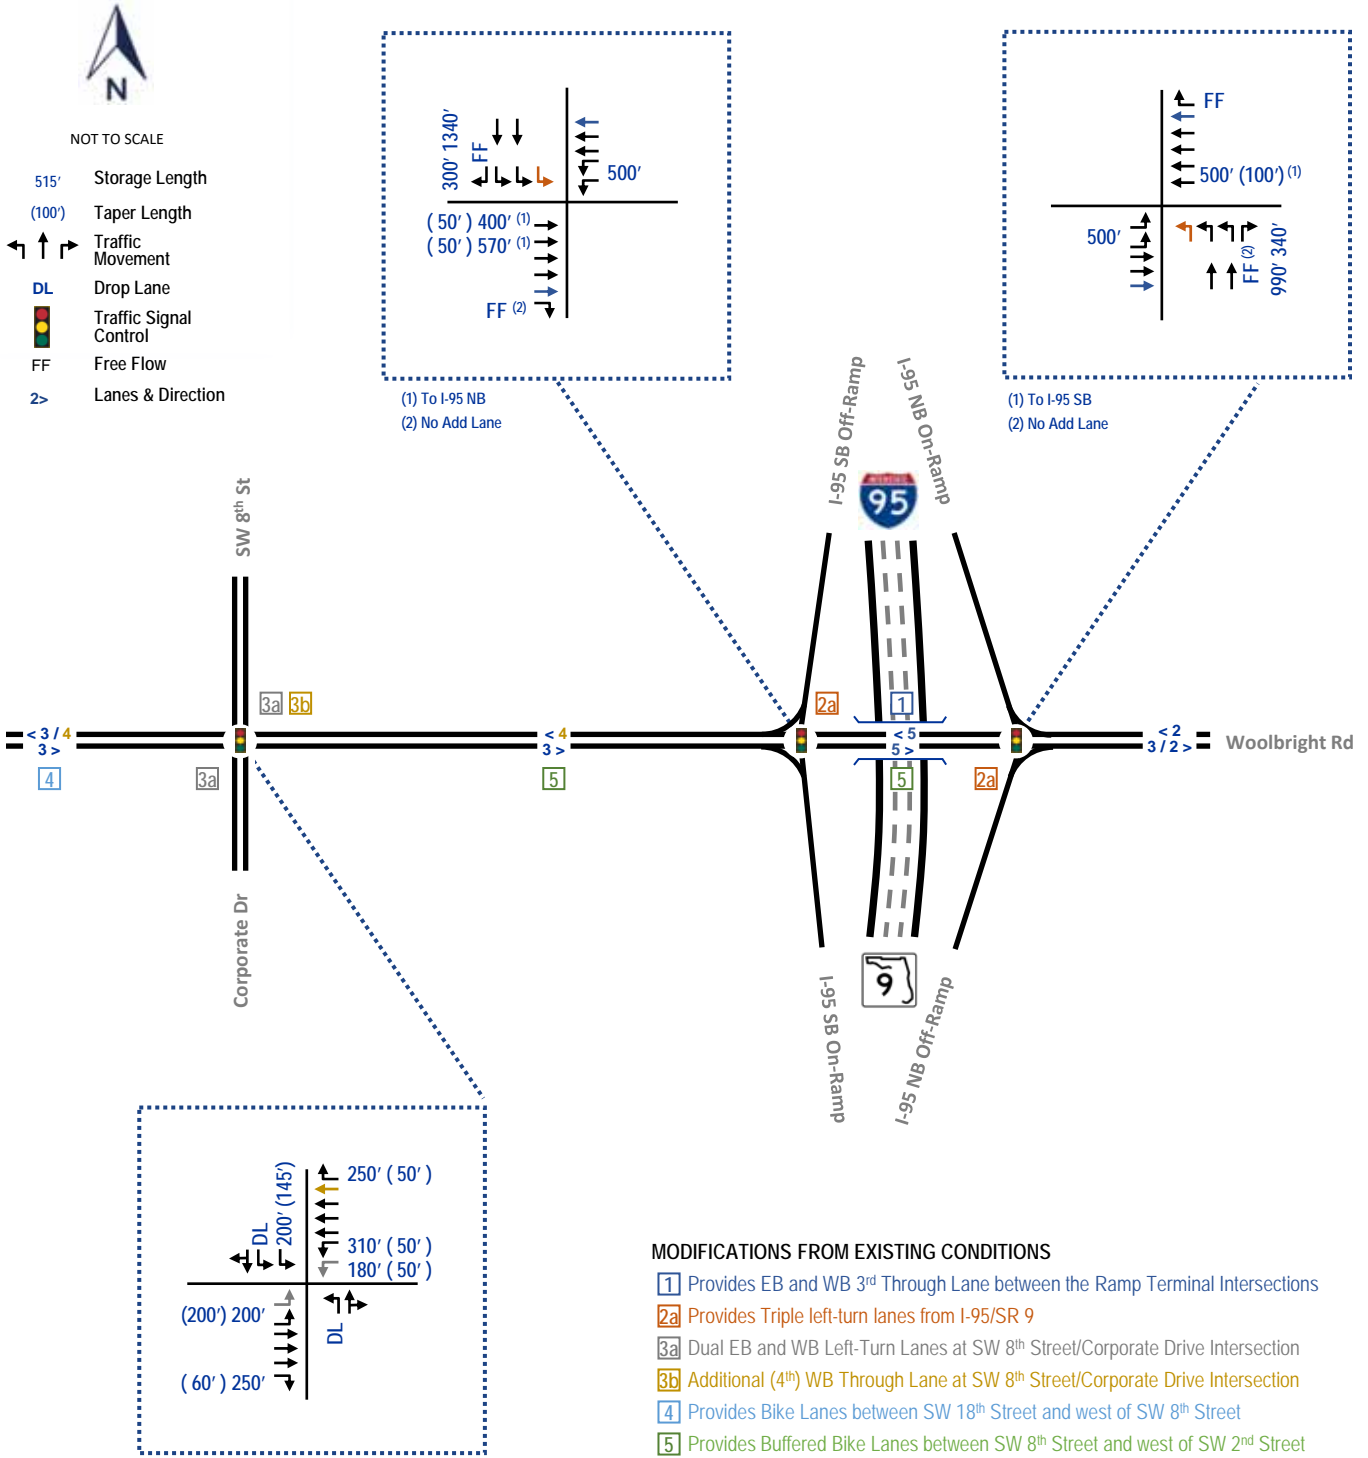 N
NOT TO SCALE
515' Storage Length
(100') Taper Length
Traffic
Movement
DL Drop Lane
Traffic Signal
Control
FF Free Flow
2> Lanes & Direction
300' 1340'
FF
500'
( 50' ) 400' (1)
( 50' ) 570' (1)
FF (2)
(1) To I-95 NB
(2) No Add Lane
FF
500' (100') (1)
500'
FF (2)
990' 340'
(1) To I-95 SB
(2) No Add Lane
I-95 SB Off-Ramp
I-95 NB On-Ramp
INTERSTATE
95
SW 8th St
3a 3b
2a
1
< 3 / 4
3 >
< 4
3 >
< 5
5 >
< 2
3 / 2 >
Woolbright Rd
4
3a
5
5
2a
Corporate Dr
9
I-95 SB On-Ramp
I-95 NB Off-Ramp
DL
200' (145')
250' ( 50' )
310' ( 50' )
180' ( 50' )
(200') 200'
DL
( 60' ) 250'
MODIFICATIONS FROM EXISTING CONDITIONS
1 Provides EB and WB 3rd Through Lane between the Ramp Terminal Intersections
2a Provides Triple left-turn lanes from I-95/SR 9
3a Dual EB and WB Left-Turn Lanes at SW 8th Street/Corporate Drive Intersection
3b Additional (4th) WB Through Lane at SW 8th Street/Corporate Drive Intersection
4 Provides Bike Lanes between SW 18th Street and west of SW 8th Street
5 Provides Buffered Bike Lanes between SW 8th Street and west of SW 2nd Street